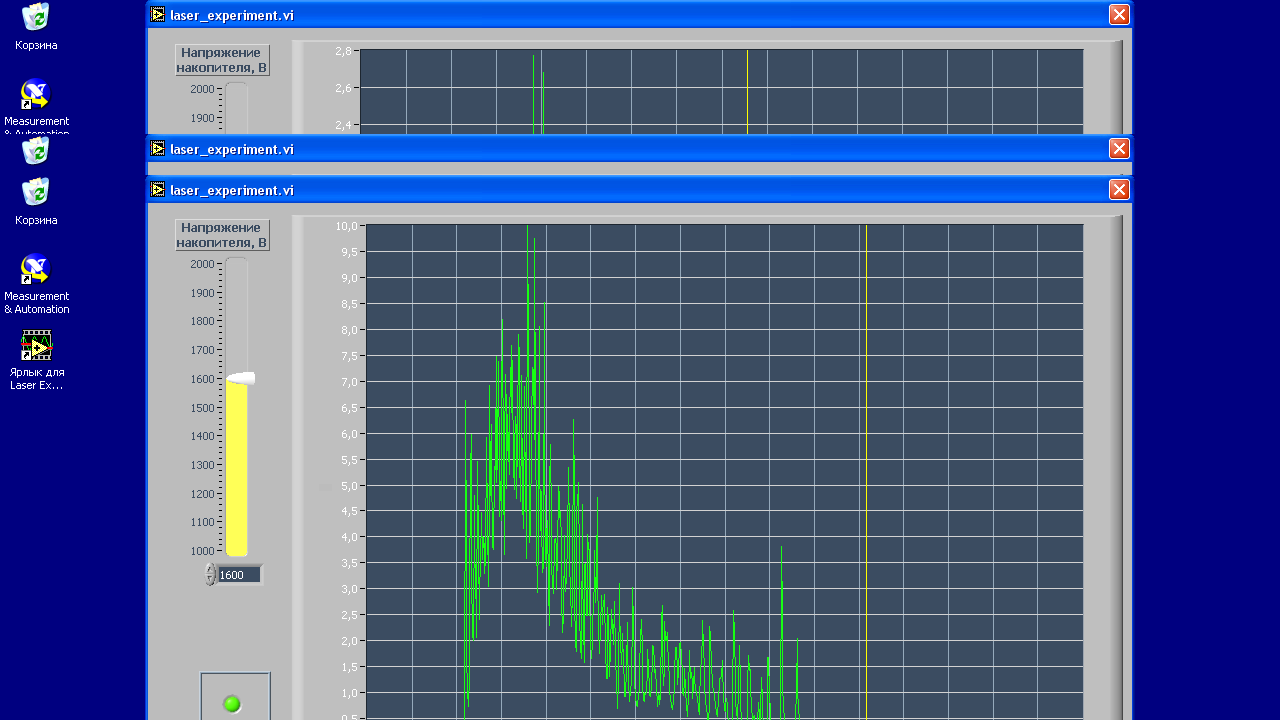 Корзина
Measurement
& Automation
Корзина
Measurement
& Automation
Ярлык для
Laser Ex...
laser_experiment.vi
Напряжение
накопителя, В
2000
1900
2,8
2,6
2,4
laser_experiment.vi
laser_experiment.vi
Напряжение
накопителя, В
2000
1900
1800
1700
1600
1500
1400
1300
1200
1100
1000
1600
10,0
9,5
9,0
8,5
8,0
7,5
7,0
6,5
6,0
5,5
5,0
4,5
4,0
3,5
3,0
2,5
2,0
1,5
1,0
0,5